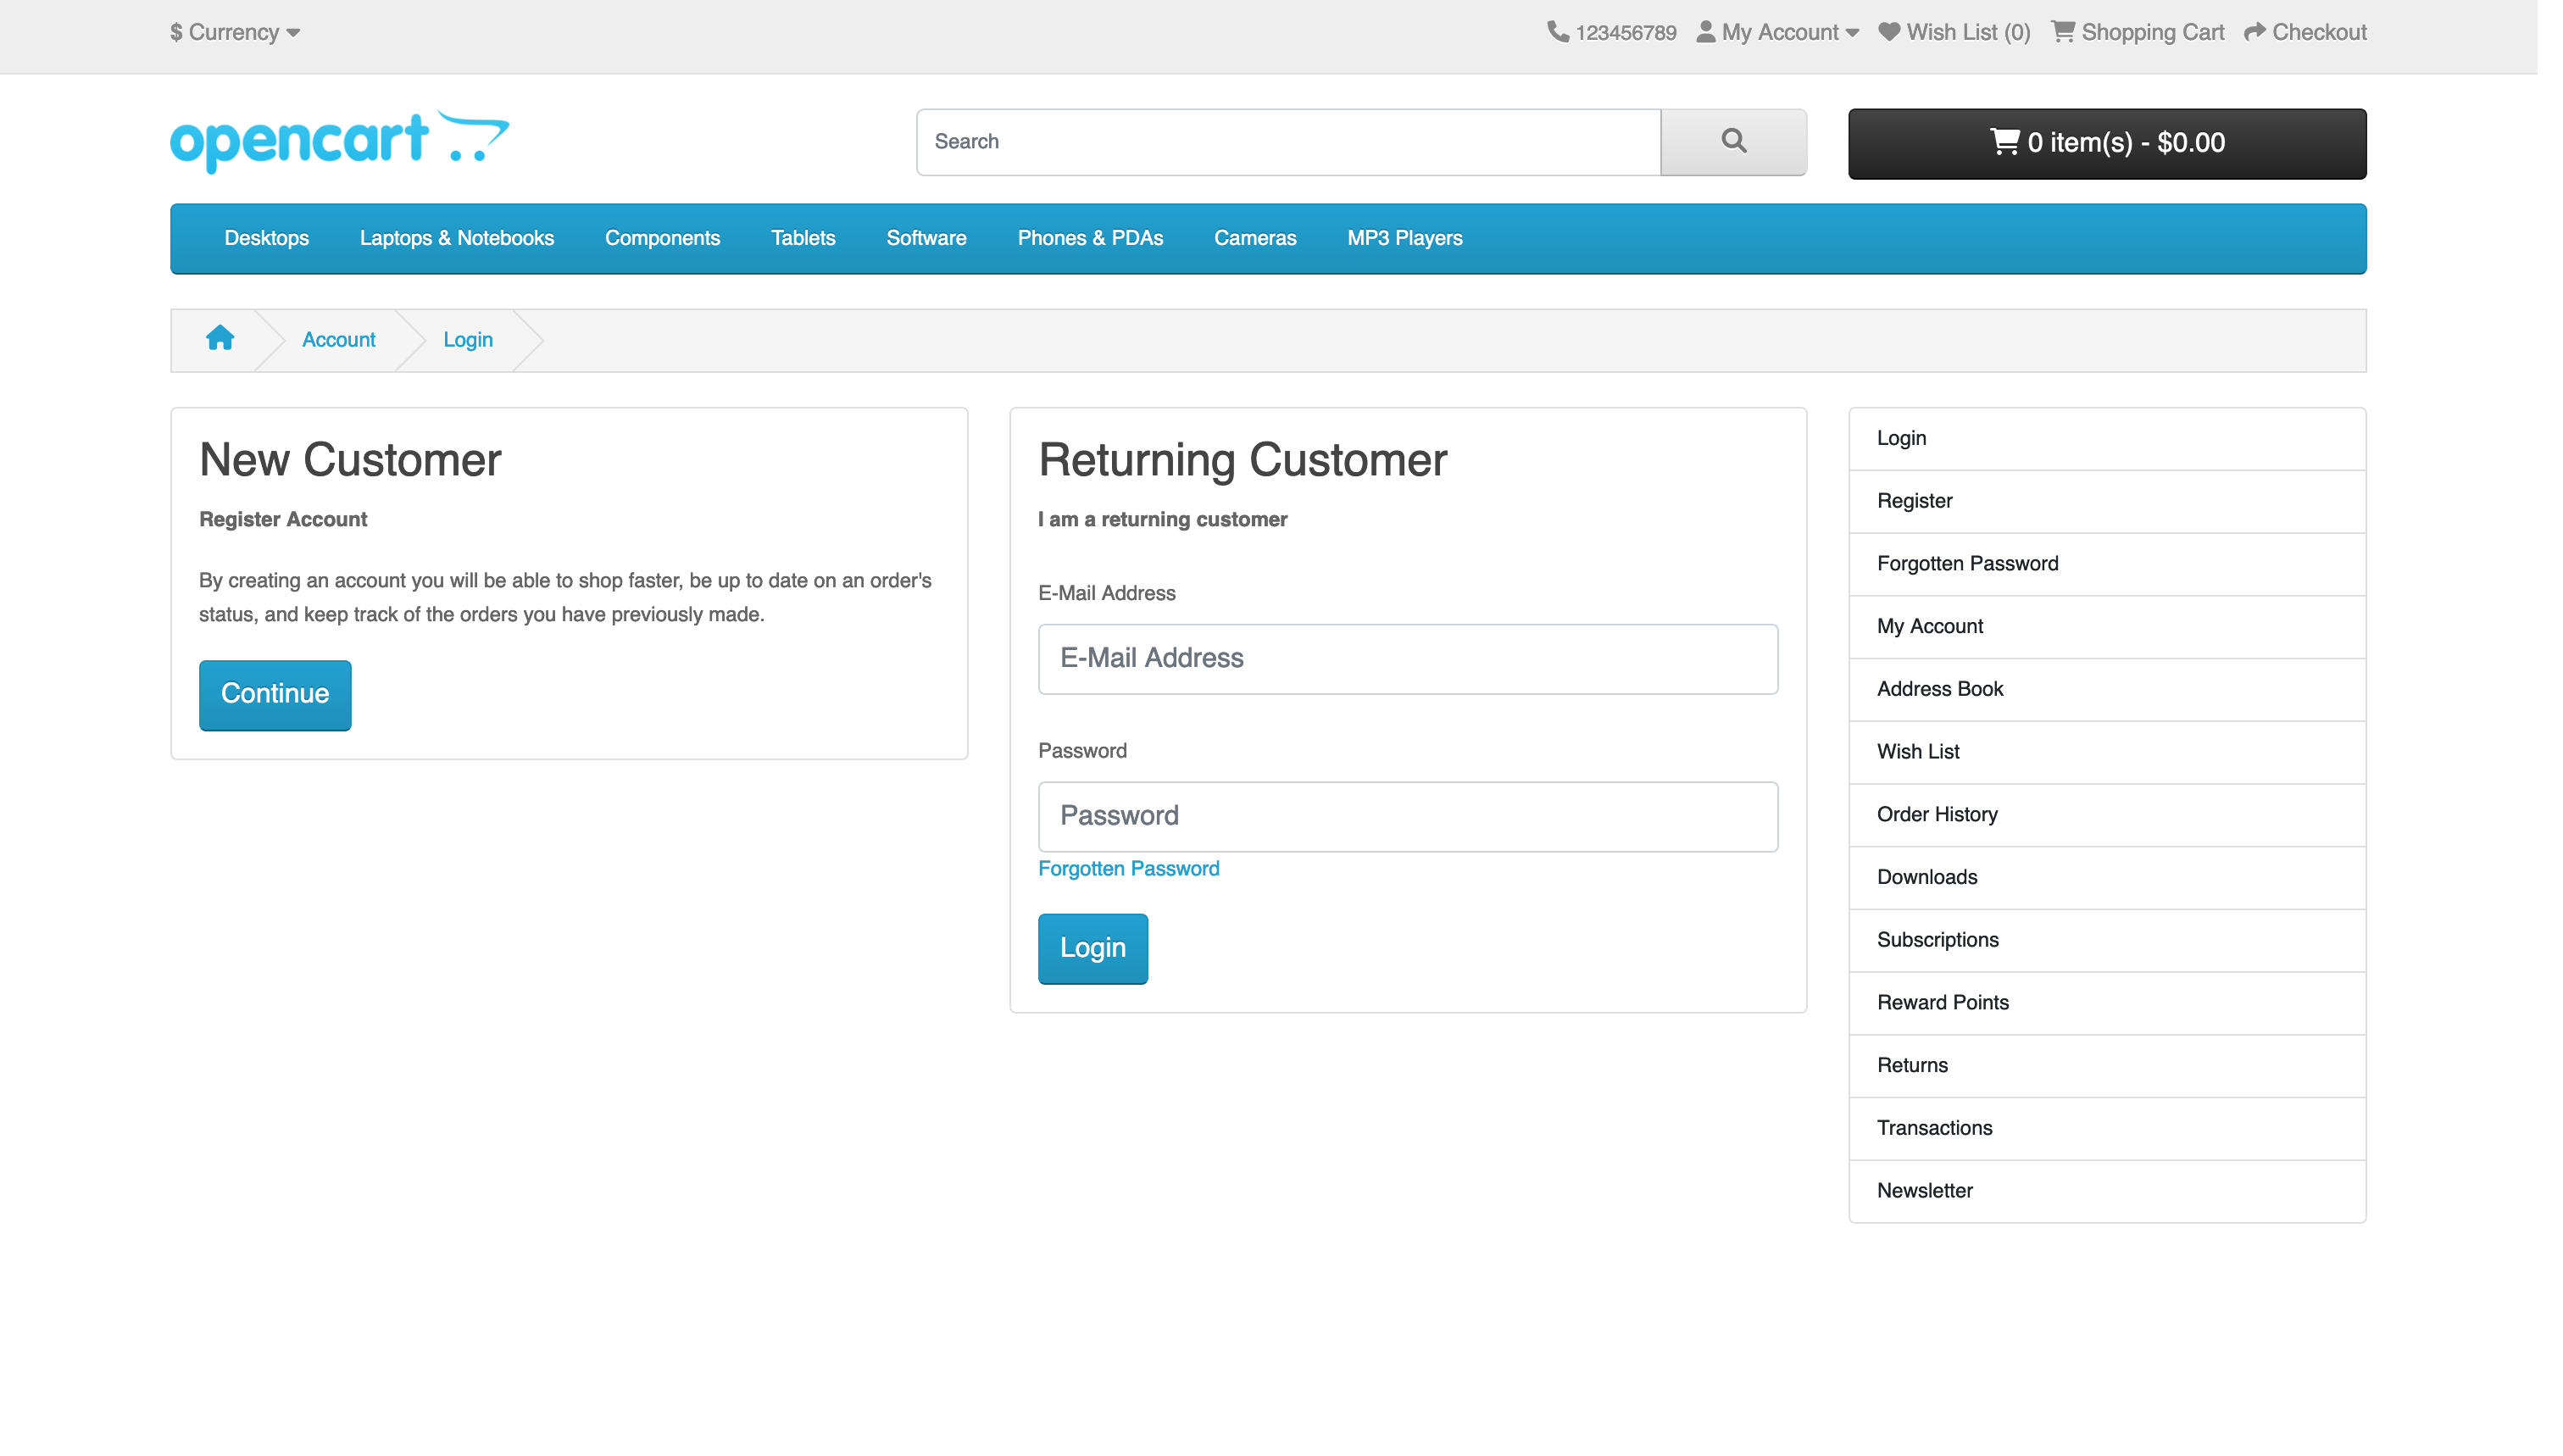 $ Currency
123456789 My Account Wish List (0) Shopping Cart Checkout
opencart
Search
0 item(s) - $0.00
Desktops Laptops & Notebooks Components Tablets Software Phones & PDAs Cameras MP3 Players
Account Login
New Customer
Register Account
By creating an account you will be able to shop faster, be up to date on an order's
status, and keep track of the orders you have previously made.
Continue
Returning Customer
I am a returning customer
E-Mail Address
E-Mail Address
Password
Password
Forgotten Password
Login
Login
Register
Forgotten Password
My Account
Address Book
Wish List
Order History
Downloads
Subscriptions
Reward Points
Returns
Transactions
Newsletter